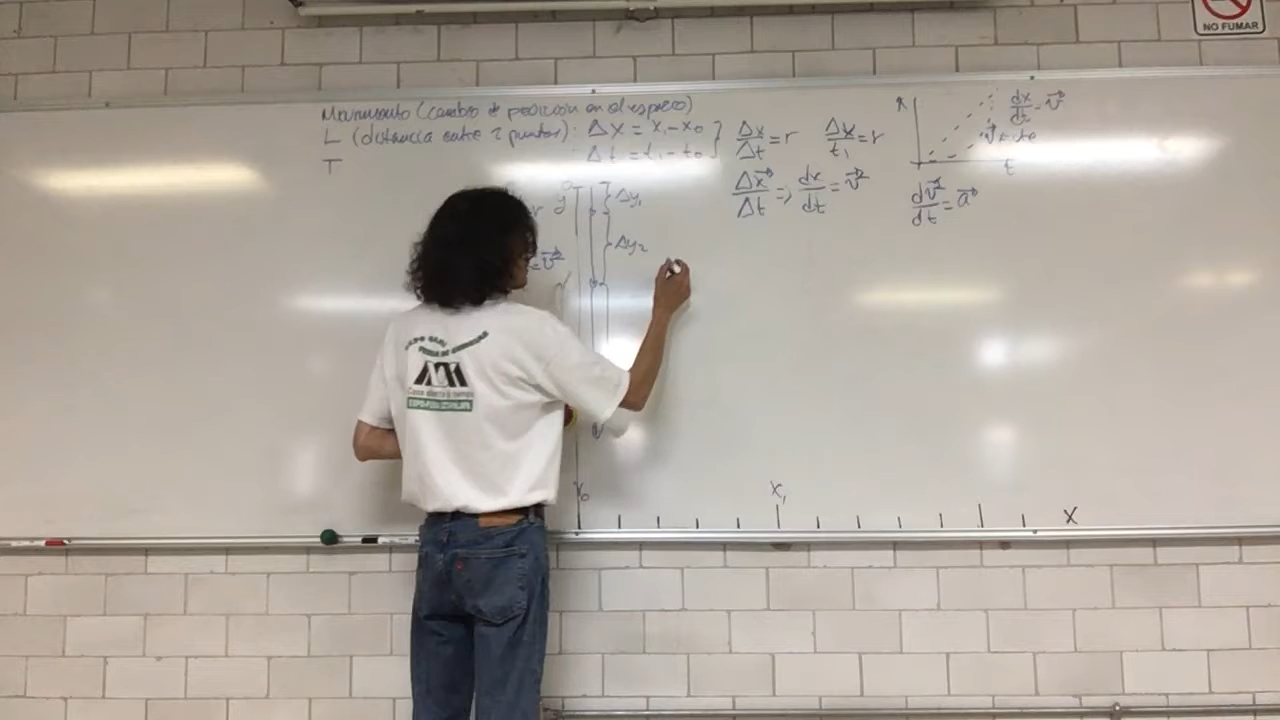 Movimiento (cambio de posición en el espacio)
L (distancia entre 2 puntos): Δx = x₁-x₀
T Δt = t₁-t₀
Δx/Δt = r Δx/t₁ = r
Δx⃗/Δt => dx/dt = v⃗
x
dx/dt = v⃗
t
dv⃗/dt = a⃗
r
= v⃗
y
Δy₁
Δy₂
x₀ x₁ X
NO FUMAR